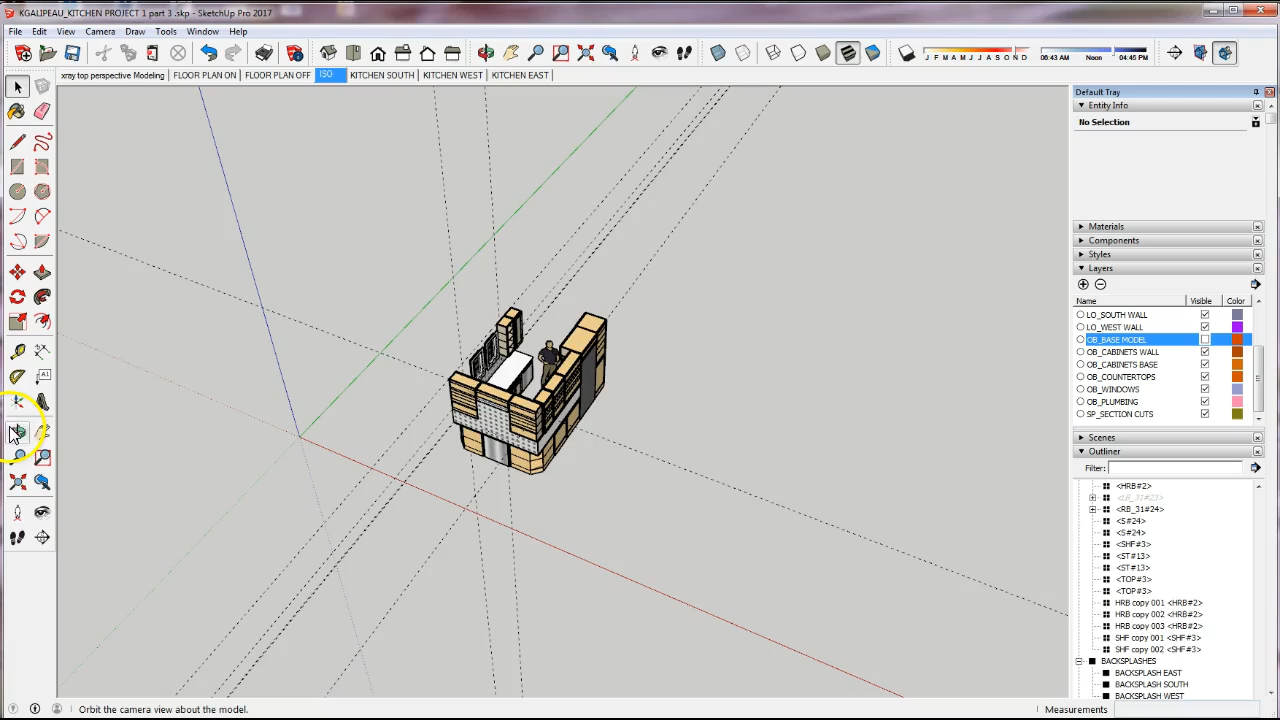 KGALIPEAU_KITCHEN PROJECT 1 part 3 .skp - SketchUp Pro 2017
File Edit View Camera Draw Tools Window Help
J F M A M J J A S O N D
06:43 AM Noon 04:45 PM
xray top perspective Modeling FLOOR PLAN ON FLOOR PLAN OFF ISO KITCHEN SOUTH KITCHEN WEST KITCHEN EAST
Default Tray
Entity Info
No Selection
Materials
Components
Styles
Layers
Name Visible Color
LO_SOUTH WALL
LO_WEST WALL
OB_BASE MODEL
OB_CABINETS WALL
OB_CABINETS BASE
OB_COUNTERTOPS
OB_WINDOWS
OB_PLUMBING
SP_SECTION CUTS
Scenes
Outliner
Filter:
<HRB#2>
<LB_31#23>
<RB_31#24>
<S#24>
<S#24>
<SHF#3>
<ST#13>
<ST#13>
<TOP#3>
<TOP#3>
HRB copy 001 <HRB#2>
HRB copy 002 <HRB#2>
HRB copy 003 <HRB#2>
SHF copy 001 <SHF#3>
SHF copy 002 <SHF#3>
BACKSPLASHES
BACKSPLASH EAST
BACKSPLASH SOUTH
BACKSPLASH WEST
Orbit the camera view about the model.
Measurements